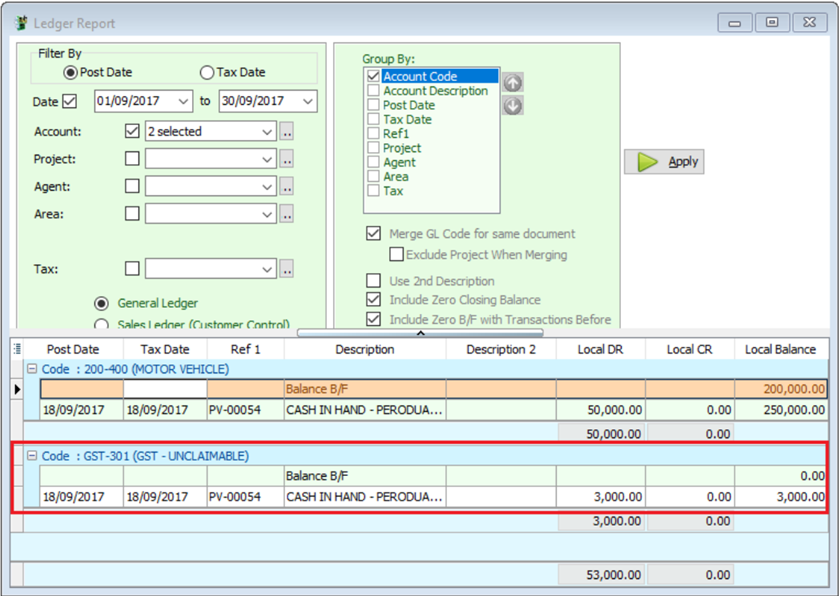 Ledger Report
Filter By
Post Date Tax Date
Date 01/09/2017 to 30/09/2017
Account: 2 selected ..
Project: ..
Agent: ..
Area: ..
Tax: ..
General Ledger
Sales Ledger (Customer Control)
Group By:
Account Code
Account Description
Post Date
Tax Date
Ref1
Project
Agent
Area
Tax
Merge GL Code for same document
Exclude Project When Merging
Use 2nd Description
Include Zero Closing Balance
Include Zero B/F with Transactions Before
Apply
Post Date Tax Date Ref 1 Description Description 2 Local DR Local CR Local Balance
Code : 200-400 (MOTOR VEHICLE)
Balance B/F 200,000.00
18/09/2017 18/09/2017 PV-00054 CASH IN HAND - PERODUA... 50,000.00 0.00 250,000.00
50,000.00 0.00
Code : GST-301 (GST - UNCLAIMABLE)
Balance B/F 0.00
18/09/2017 18/09/2017 PV-00054 CASH IN HAND - PERODUA... 3,000.00 0.00 3,000.00
3,000.00 0.00
53,000.00 0.00